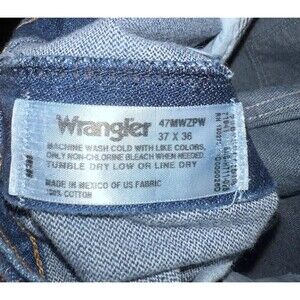 Wrangler 47MWZPW
37 X 36
MACHINE WASH COLD WITH LIKE COLORS,
ONLY NON-CHLORINE BLEACH WHEN NEEDED.
TUMBLE DRY LOW OR LINE DRY
MADE IN MEXICO OF US FABRIC
100% COTTON